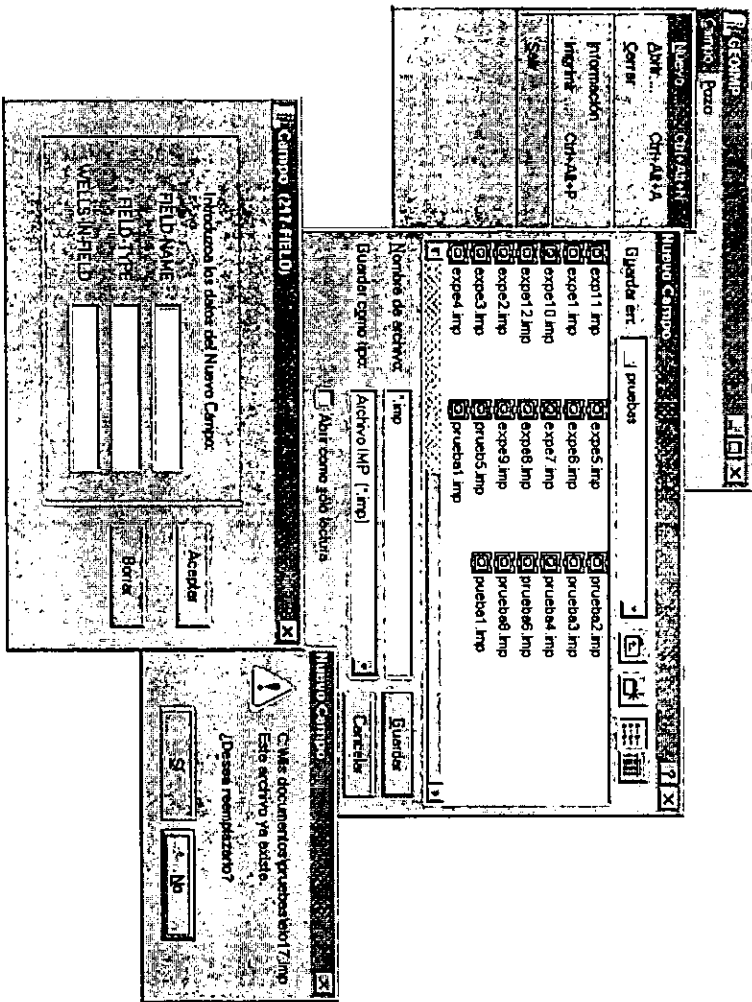 GEOIMP
Campo Pozo
Nuevo Ctrl+Alt+N
Abrir... Ctrl+Alt+A
Cerrar
Información
Imprimir ... Ctrl+Alt+P
Salir
Nuevo Campo
Guardar en: pruebas
exp11.imp expe5.imp prueba2.imp
expe1.imp expe6.imp prueba3.imp
expe10.imp expe7.imp prueba4.imp
expe12.imp expe8.imp prueba6.imp
expe2.imp expe9.imp prueba8.imp
expe3.imp prueb5.imp pueba1.imp
expe4.imp prueba1.imp
Nombre de archivo: *.imp Guardar
Guardar como tipo: Archivo IMP (*.imp) Cancelar
Abrir como sólo lectura
Campo (211-FIELD)
Introduzca los datos del Nuevo Campo:
FIELD-NAME
FIELD-TYPE
WELLS-IN-FIELD
Aceptar
Borrar
Nuevo Campo
Este archivo ya existe.
¿Desea reemplazarlo?
Sí No